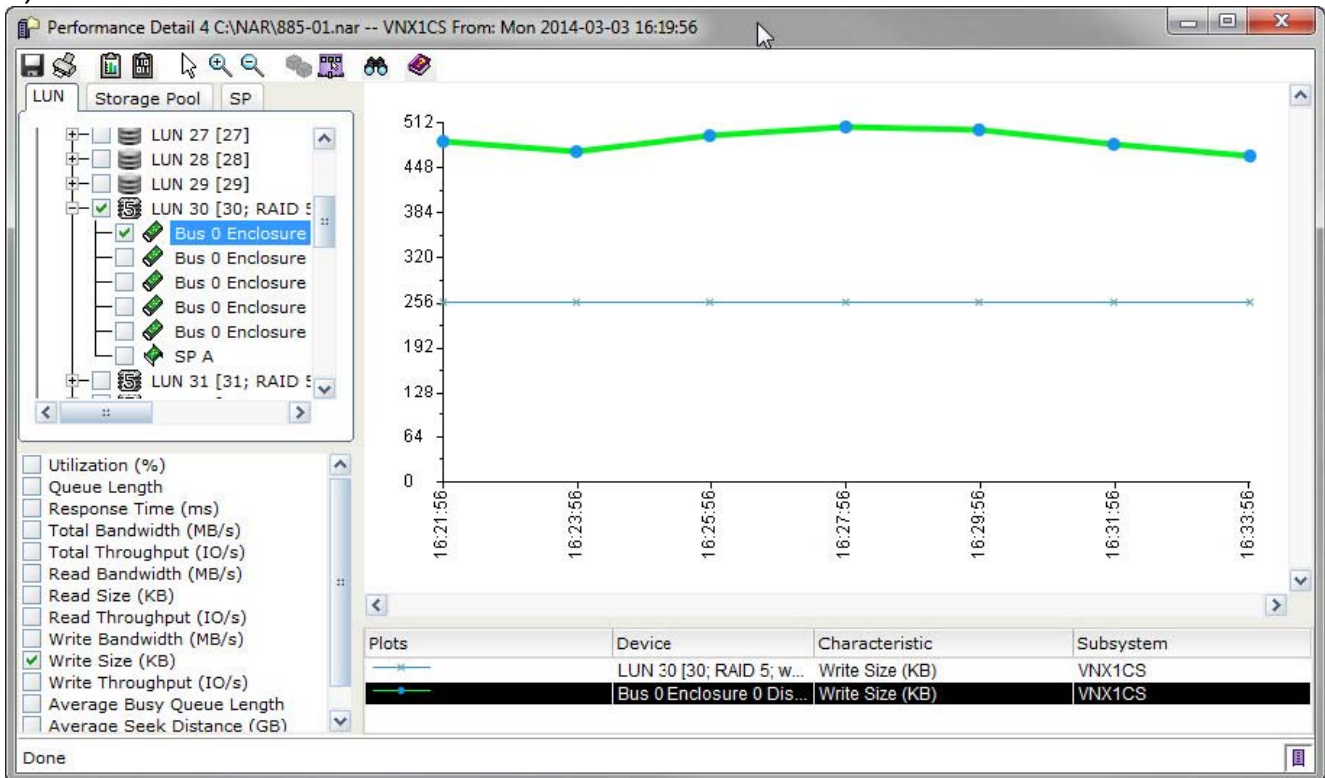 Performance Detail 4 C:\NAR\885-01.nar -- VNX1CS From: Mon 2014-03-03 16:19:56
LUN Storage Pool SP
LUN 27 [27]
LUN 28 [28]
LUN 29 [29]
LUN 30 [30; RAID 5
Bus 0 Enclosure
Bus 0 Enclosure
Bus 0 Enclosure
Bus 0 Enclosure
Bus 0 Enclosure
SP A
LUN 31 [31; RAID 5
Utilization (%)
Queue Length
Response Time (ms)
Total Bandwidth (MB/s)
Total Throughput (IO/s)
Read Bandwidth (MB/s)
Read Size (KB)
Read Throughput (IO/s)
Write Bandwidth (MB/s)
Write Size (KB)
Write Throughput (IO/s)
Average Busy Queue Length
Average Seek Distance (GB)
512
448
384
320
256
192
128
64
0
16:21:56
16:23:56
16:25:56
16:27:56
16:29:56
16:31:56
16:33:56
Plots Device Characteristic Subsystem
LUN 30 [30; RAID 5; w... Write Size (KB) VNX1CS
Bus 0 Enclosure 0 Dis... Write Size (KB) VNX1CS
Done